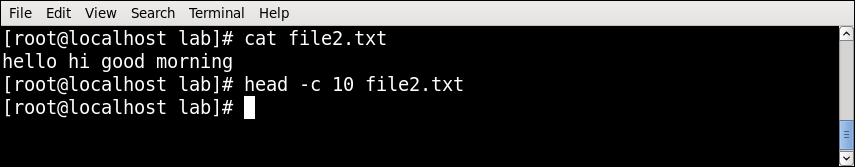 File Edit View Search Terminal Help
[root@localhost lab]# cat file2.txt
hello hi good morning
[root@localhost lab]# head -c 10 file2.txt
[root@localhost lab]#